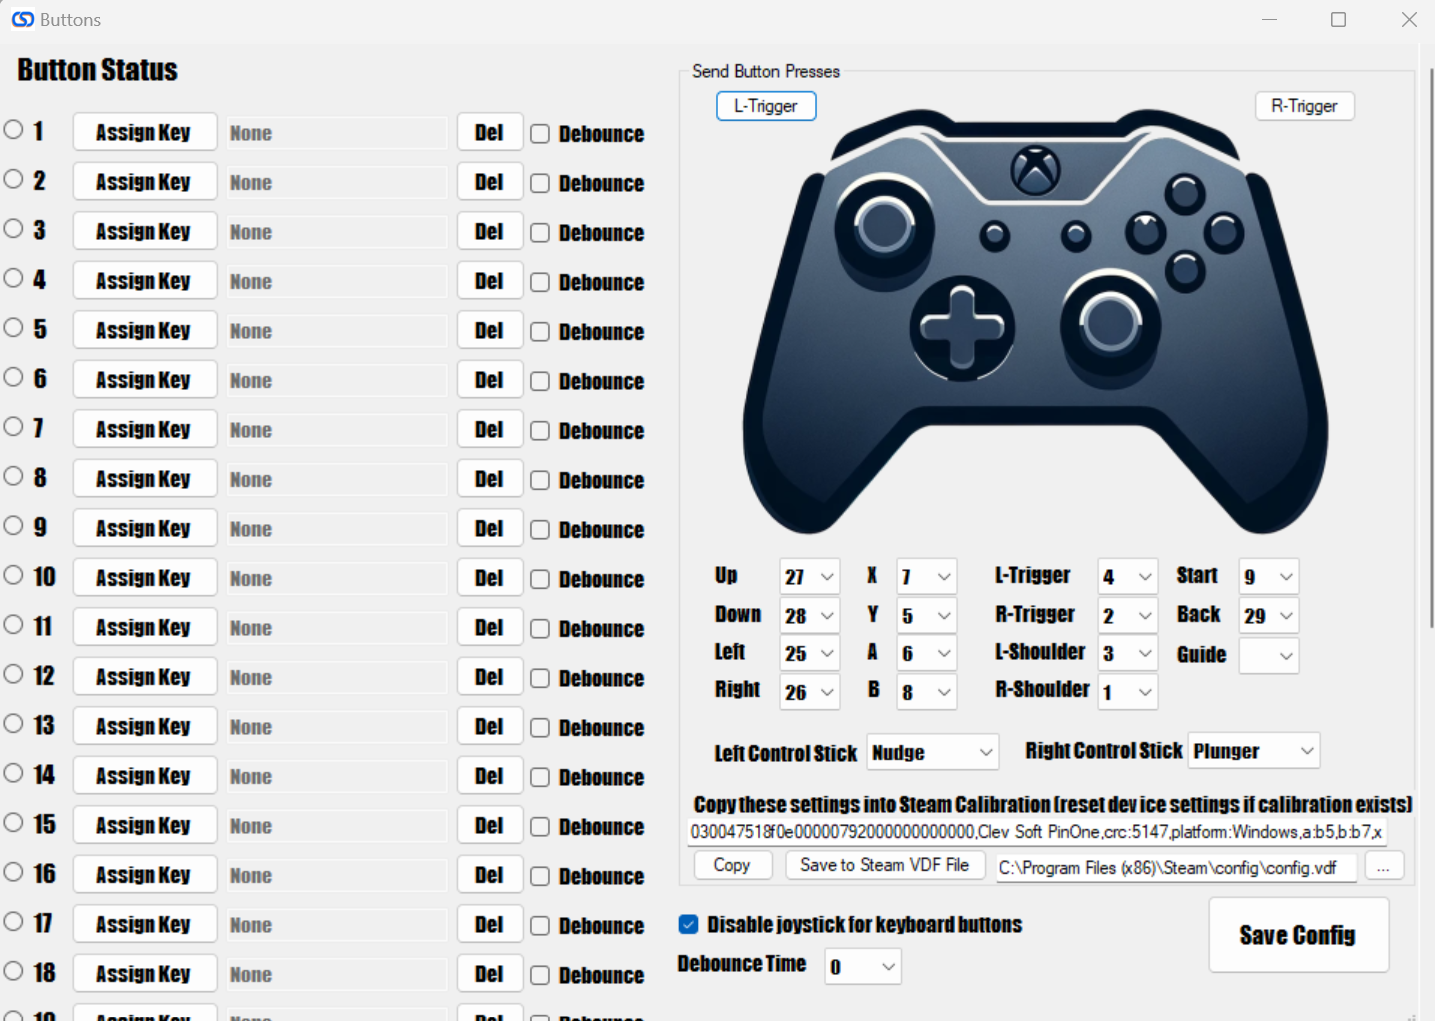 Buttons
Button Status
1 Assign Key None Del Debounce
2 Assign Key None Del Debounce
3 Assign Key None Del Debounce
4 Assign Key None Del Debounce
5 Assign Key None Del Debounce
6 Assign Key None Del Debounce
7 Assign Key None Del Debounce
8 Assign Key None Del Debounce
9 Assign Key None Del Debounce
10 Assign Key None Del Debounce
11 Assign Key None Del Debounce
12 Assign Key None Del Debounce
13 Assign Key None Del Debounce
14 Assign Key None Del Debounce
15 Assign Key None Del Debounce
16 Assign Key None Del Debounce
17 Assign Key None Del Debounce
18 Assign Key None Del Debounce
19 Assign Key None Del Debounce
Send Button Presses
L-Trigger R-Trigger
Up 27 X 7 L-Trigger 4 Start 9
Down 28 Y 5 R-Trigger 2 Back 29
Left 25 A 6 L-Shoulder 3 Guide
Right 26 B 8 R-Shoulder 1
Left Control Stick Nudge Right Control Stick Plunger
Copy these settings into Steam Calibration (reset device settings if calibration exists)
030047518f0e00000792000000000000,Clev Soft PinOne,crc:5147,platform:Windows,a:b5,b:b7,x
Copy Save to Steam VDF File C:\Program Files (x86)\Steam\config\config.vdf ...
Disable joystick for keyboard buttons
Debounce Time 0
Save Config